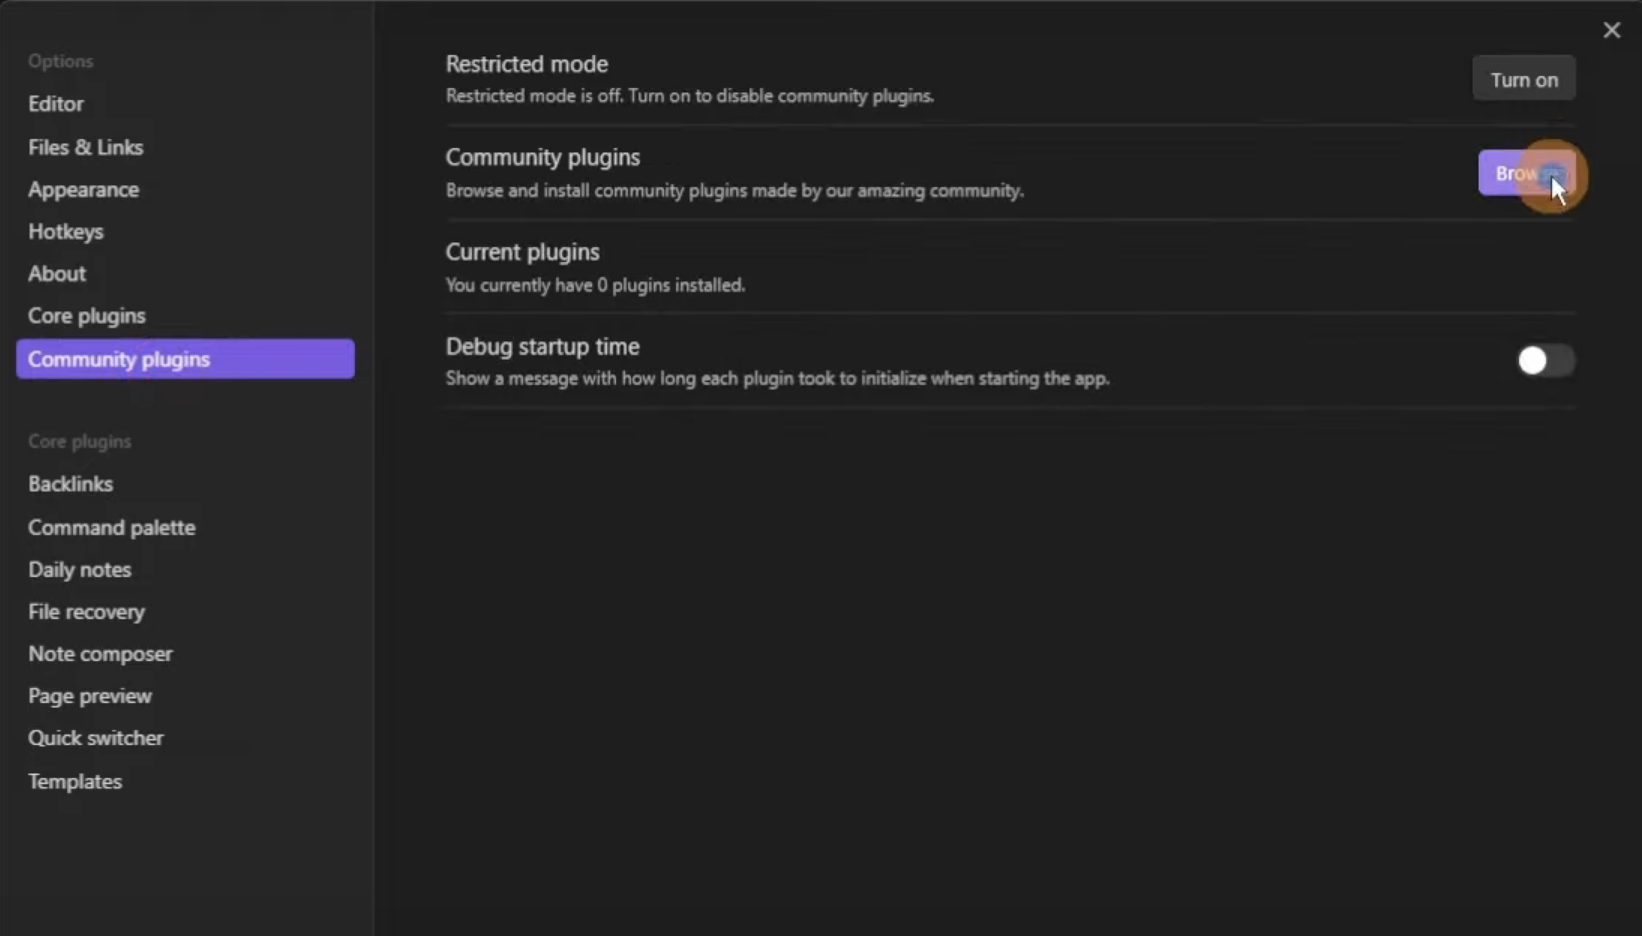 Options
Editor
Files & Links
Appearance
Hotkeys
About
Core plugins
Community plugins
Core plugins
Backlinks
Command palette
Daily notes
File recovery
Note composer
Page preview
Quick switcher
Templates
Restricted mode
Restricted mode is off. Turn on to disable community plugins.
Turn on
Community plugins
Browse and install community plugins made by our amazing community.
Current plugins
You currently have 0 plugins installed.
Debug startup time
Show a message with how long each plugin took to initialize when starting the app.